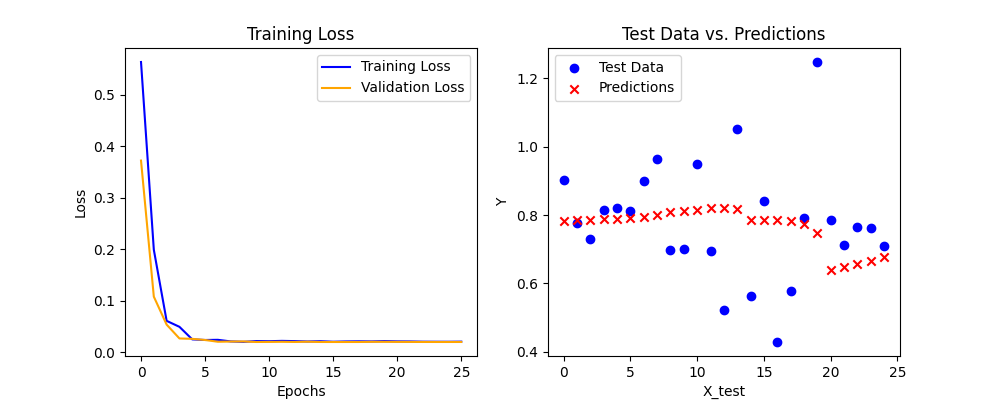 Training Loss
Training Loss
Validation Loss
0.5
0.4
0.3
0.2
0.1
0.0
0
5
10
15
20
25
Loss
Epochs
Test Data vs. Predictions
Test Data
Predictions
1.2
1.0
0.8
0.6
0.4
0
5
10
15
20
25
Y
X_test